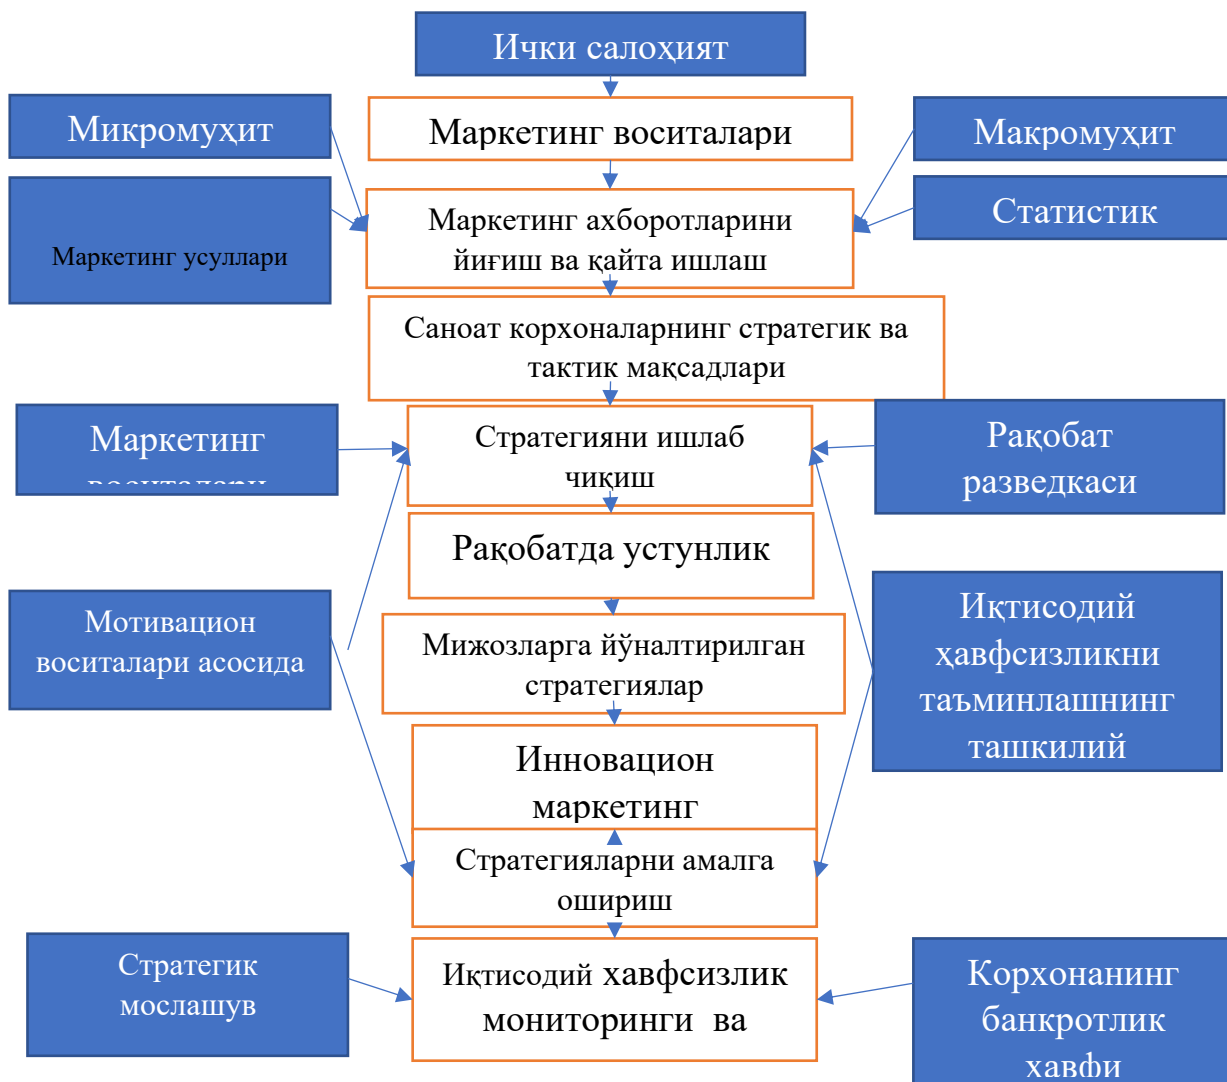 Ички салоҳият
Микромуҳит
Маркетинг воситалари
Макромуҳит
Маркетинг усуллари
Маркетинг ахборотларини
йиғиш ва қайта ишлаш
Статистик
Саноат корхоналарнинг стратегик ва
тактик мақсадлари
Маркетинг
воситалари
Стратегияни ишлаб
чиқиш
Рақобат
разведкаси
Рақобатда устунлик
Мотивацион
воситалари асосида
Мижозларга йўналтирилган
стратегиялар
Иқтисодий
ҳавфсизликни
таъминлашнинг
ташкилий
Инновацион
маркетинг
Стратегияларни амалга
ошириш
Стратегик
мослашув
Иқтисодий хавфсизлик
мониторинги ва
Корхонанинг
банкротлик
хавфи